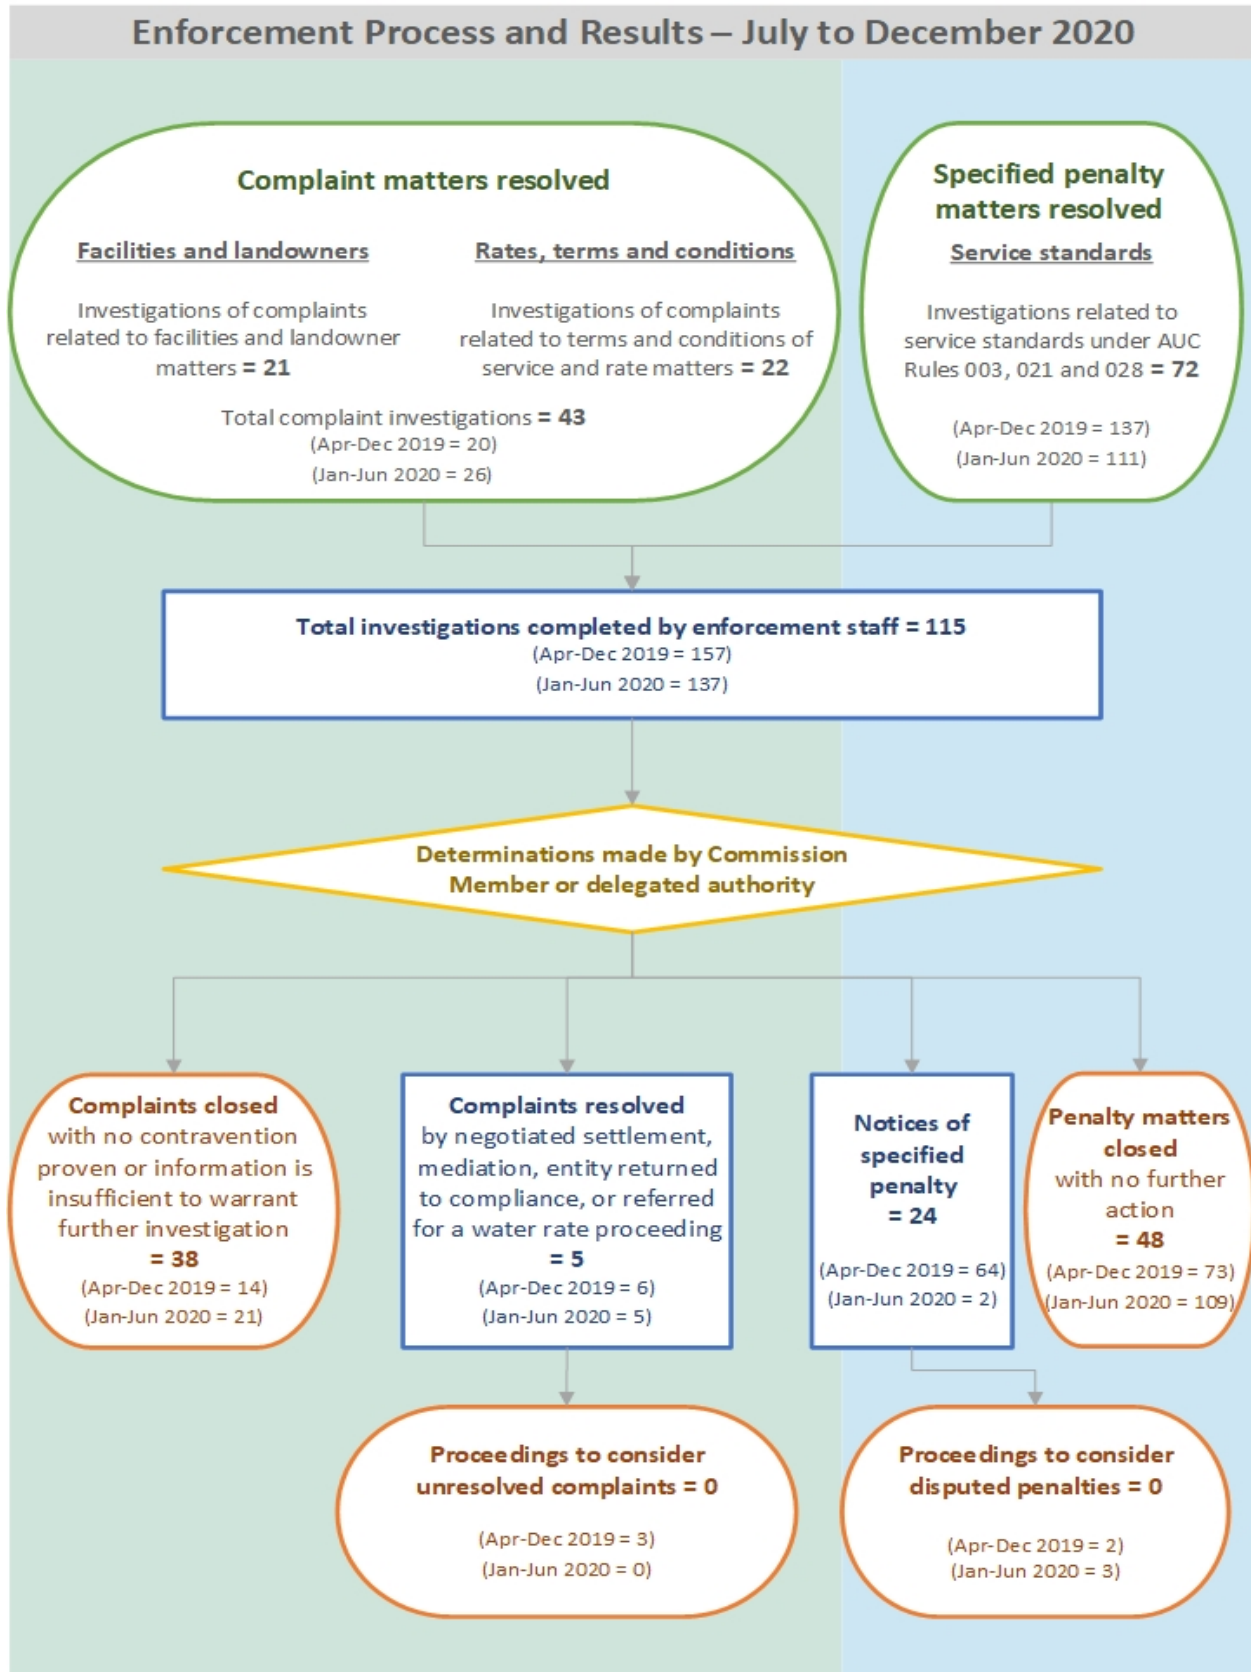 Enforcement Process and Results – July to December 2020
Complaint matters resolved
Facilities and landowners
Investigations of complaints
related to facilities and landowner
matters = 21
Rates, terms and conditions
Investigations of complaints
related to terms and conditions of
service and rate matters = 22
Total complaint investigations = 43
(Apr-Dec 2019 = 20)
(Jan-Jun 2020 = 26)
Specified penalty
matters resolved
Service standards
Investigations related to
service standards under AUC
Rules 003, 021 and 028 = 72
(Apr-Dec 2019 = 137)
(Jan-Jun 2020 = 111)
Total investigations completed by enforcement staff = 115
(Apr-Dec 2019 = 157)
(Jan-Jun 2020 = 137)
Determinations made by Commission
Member or delegated authority
Complaints closed
with no contravention
proven or information is
insufficient to warrant
further investigation
= 38
(Apr-Dec 2019 = 14)
(Jan-Jun 2020 = 21)
Complaints resolved
by negotiated settlement,
mediation, entity returned
to compliance, or referred
for a water rate proceeding
= 5
(Apr-Dec 2019 = 6)
(Jan-Jun 2020 = 5)
Notices of
specified
penalty
= 24
(Apr-Dec 2019 = 64)
(Jan-Jun 2020 = 2)
Penalty matters
closed
with no further
action
= 48
(Apr-Dec 2019 = 73)
(Jan-Jun 2020 = 109)
Proceedings to consider
unresolved complaints = 0
(Apr-Dec 2019 = 3)
(Jan-Jun 2020 = 0)
Proceedings to consider
disputed penalties = 0
(Apr-Dec 2019 = 2)
(Jan-Jun 2020 = 3)